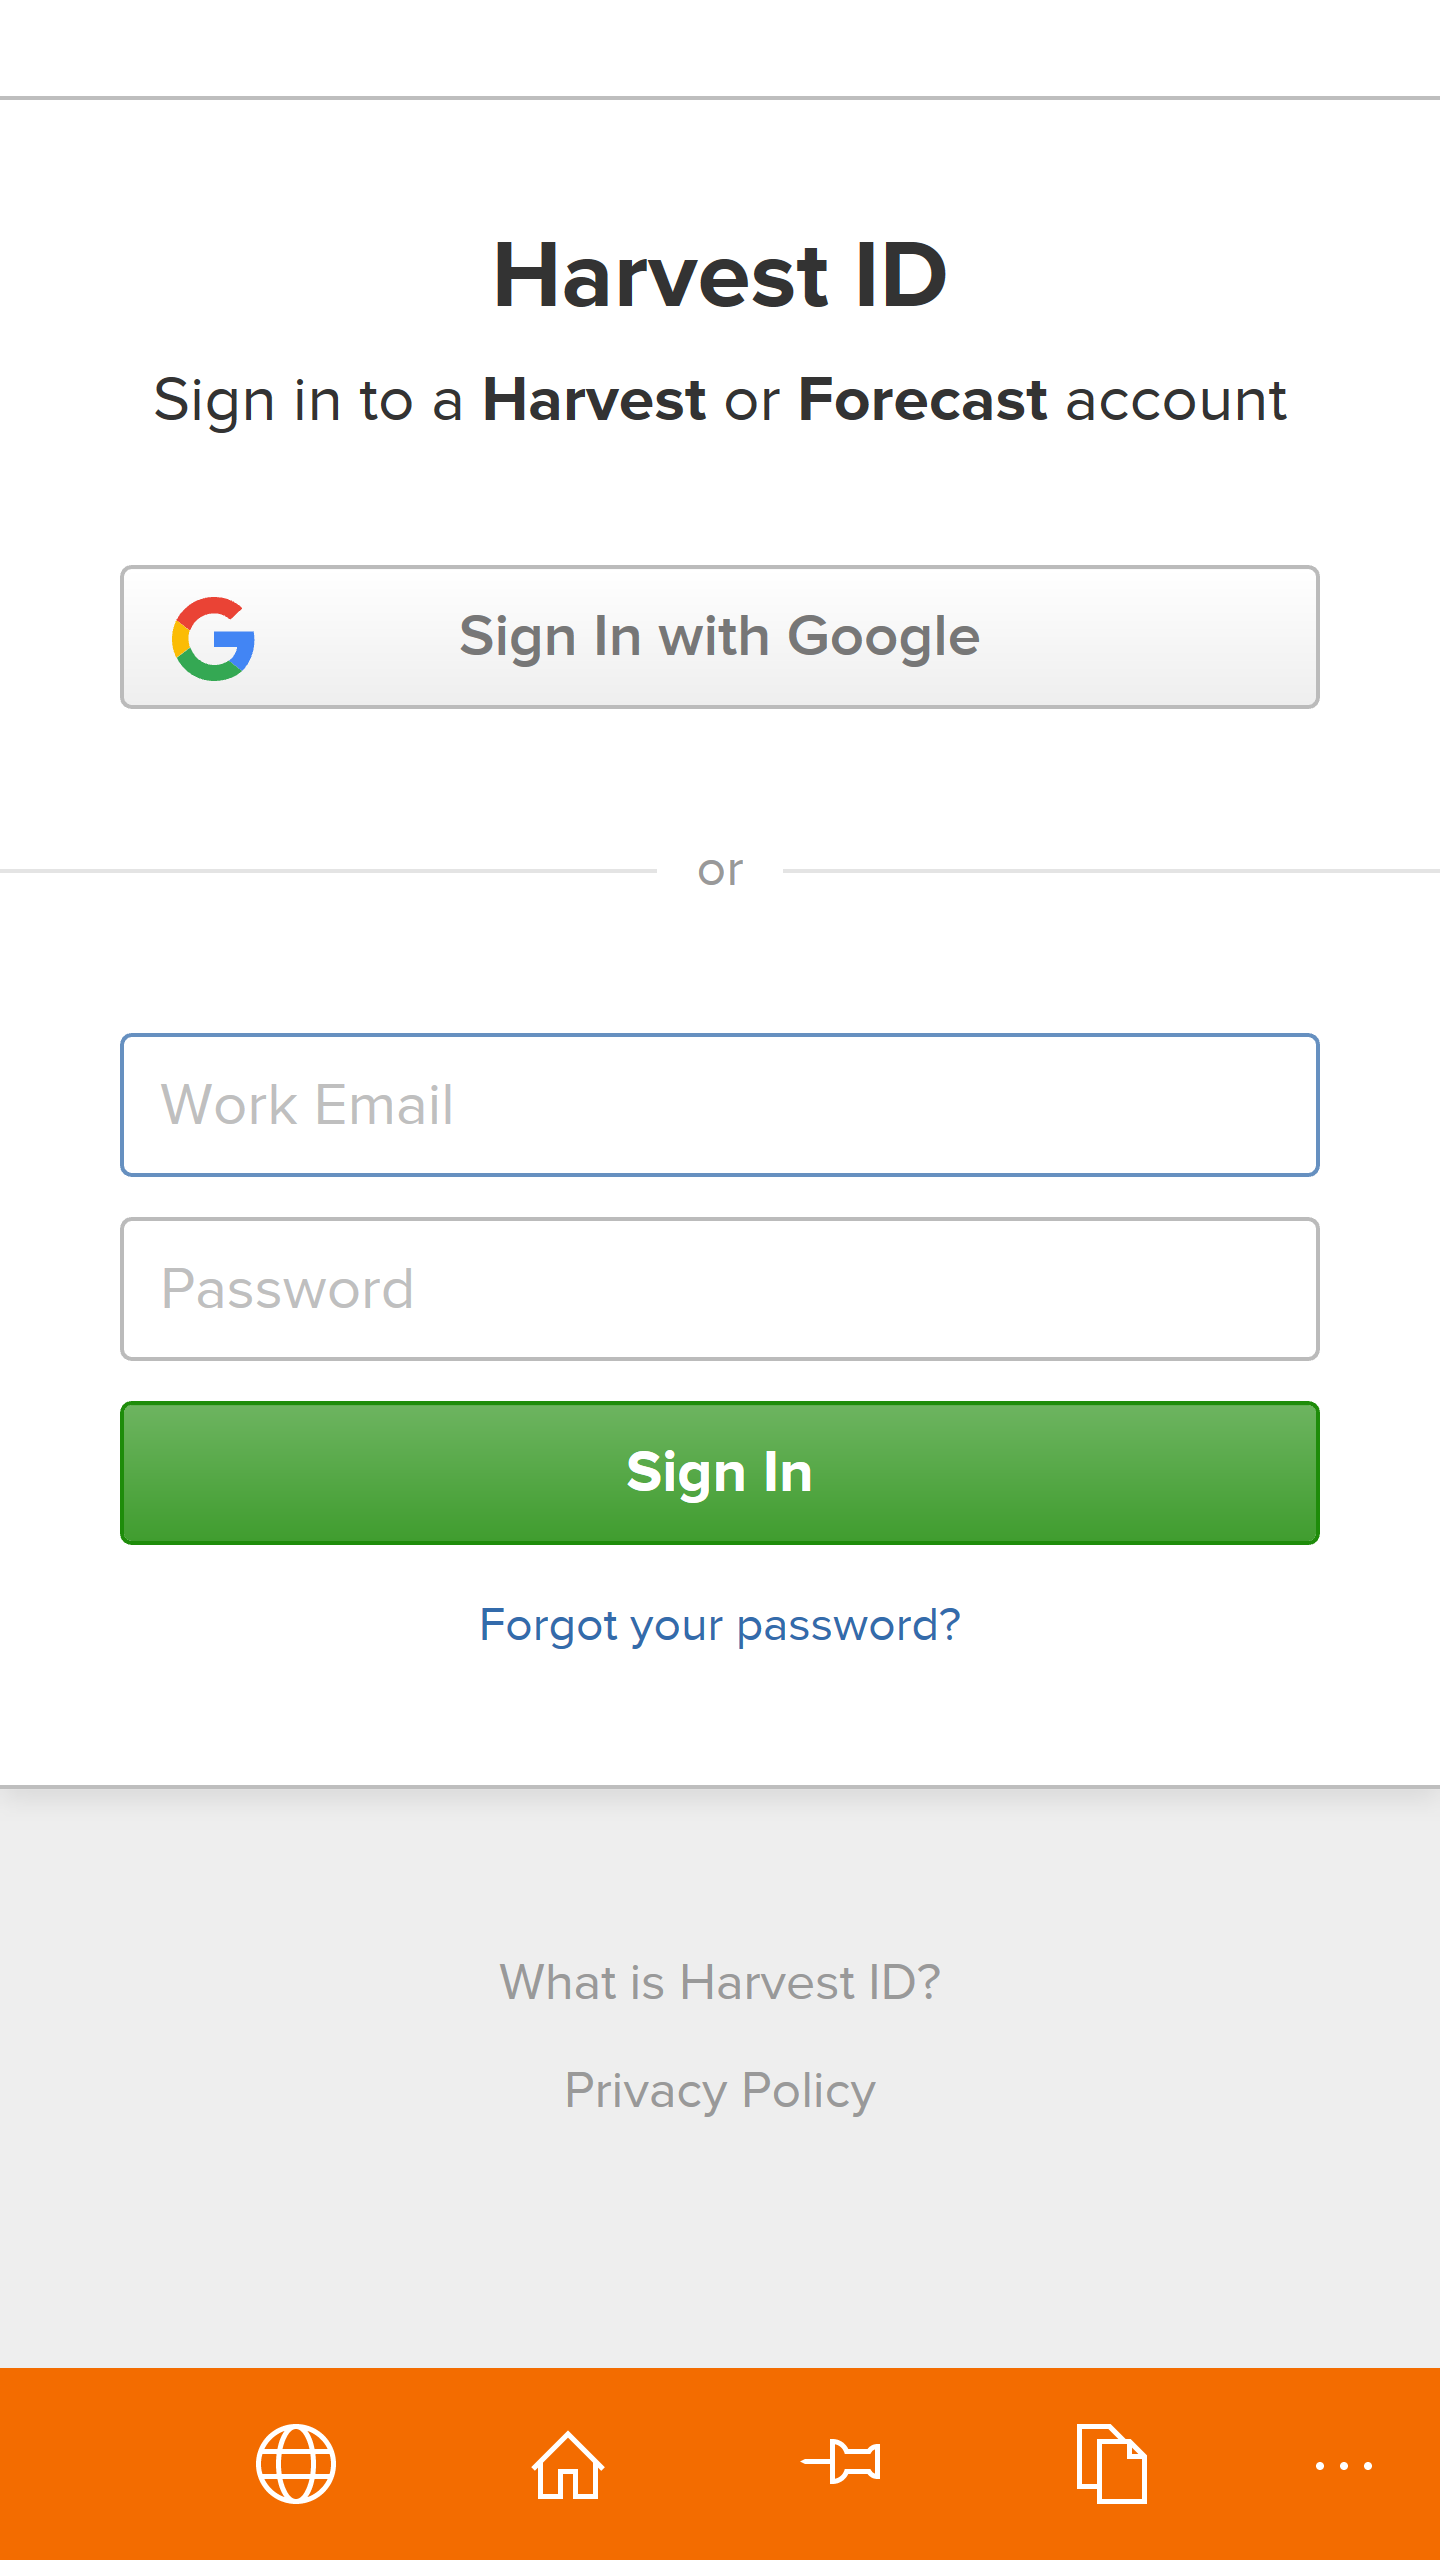 Harvest ID
Sign in to a Harvest or Forecast account
Sign In with Google
or
Work Email
Password
Sign In
Forgot your password?
What is Harvest ID?
Privacy Policy